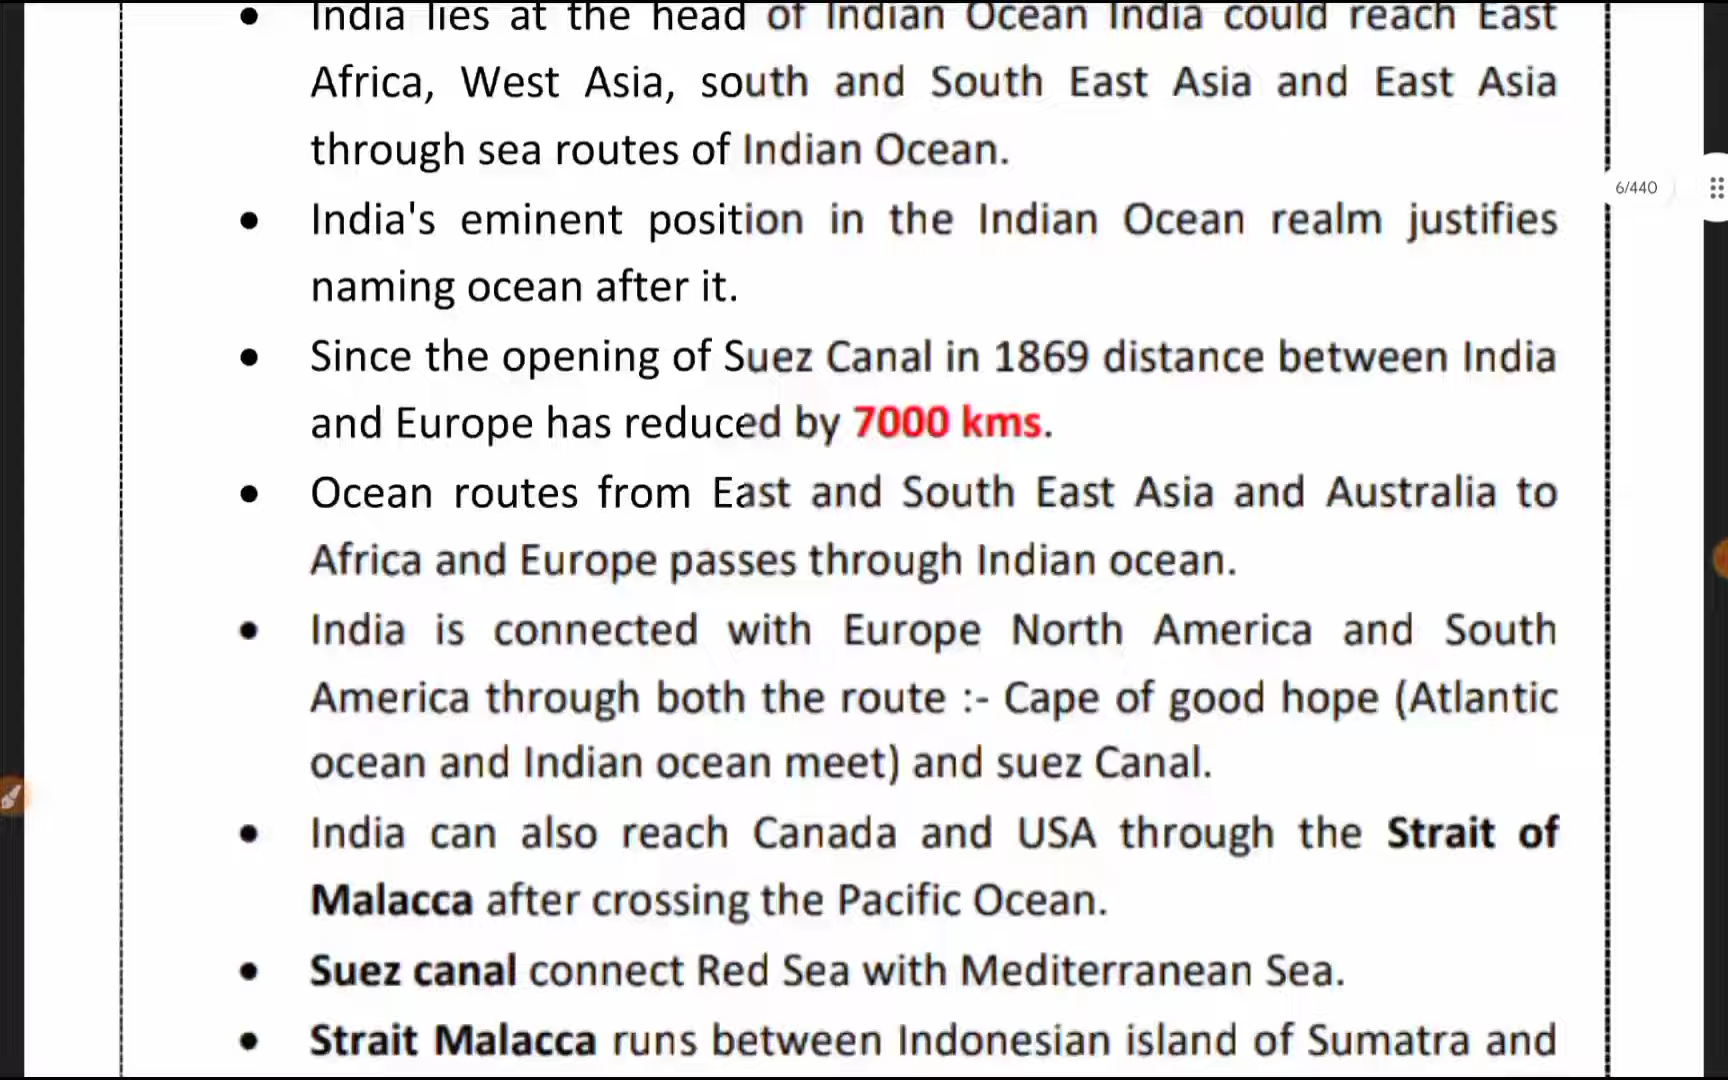 • India lies at the head of Indian Ocean India could reach East
Africa, West Asia, south and South East Asia and East Asia
through sea routes of Indian Ocean.
6/440
• India's eminent position in the Indian Ocean realm justifies
naming ocean after it.
• Since the opening of Suez Canal in 1869 distance between India
and Europe has reduced by 7000 kms.
• Ocean routes from East and South East Asia and Australia to
Africa and Europe passes through Indian ocean.
• India is connected with Europe North America and South
America through both the route :- Cape of good hope (Atlantic
ocean and Indian ocean meet) and suez Canal.
• India can also reach Canada and USA through the Strait of
Malacca after crossing the Pacific Ocean.
• Suez canal connect Red Sea with Mediterranean Sea.
• Strait Malacca runs between Indonesian island of Sumatra and